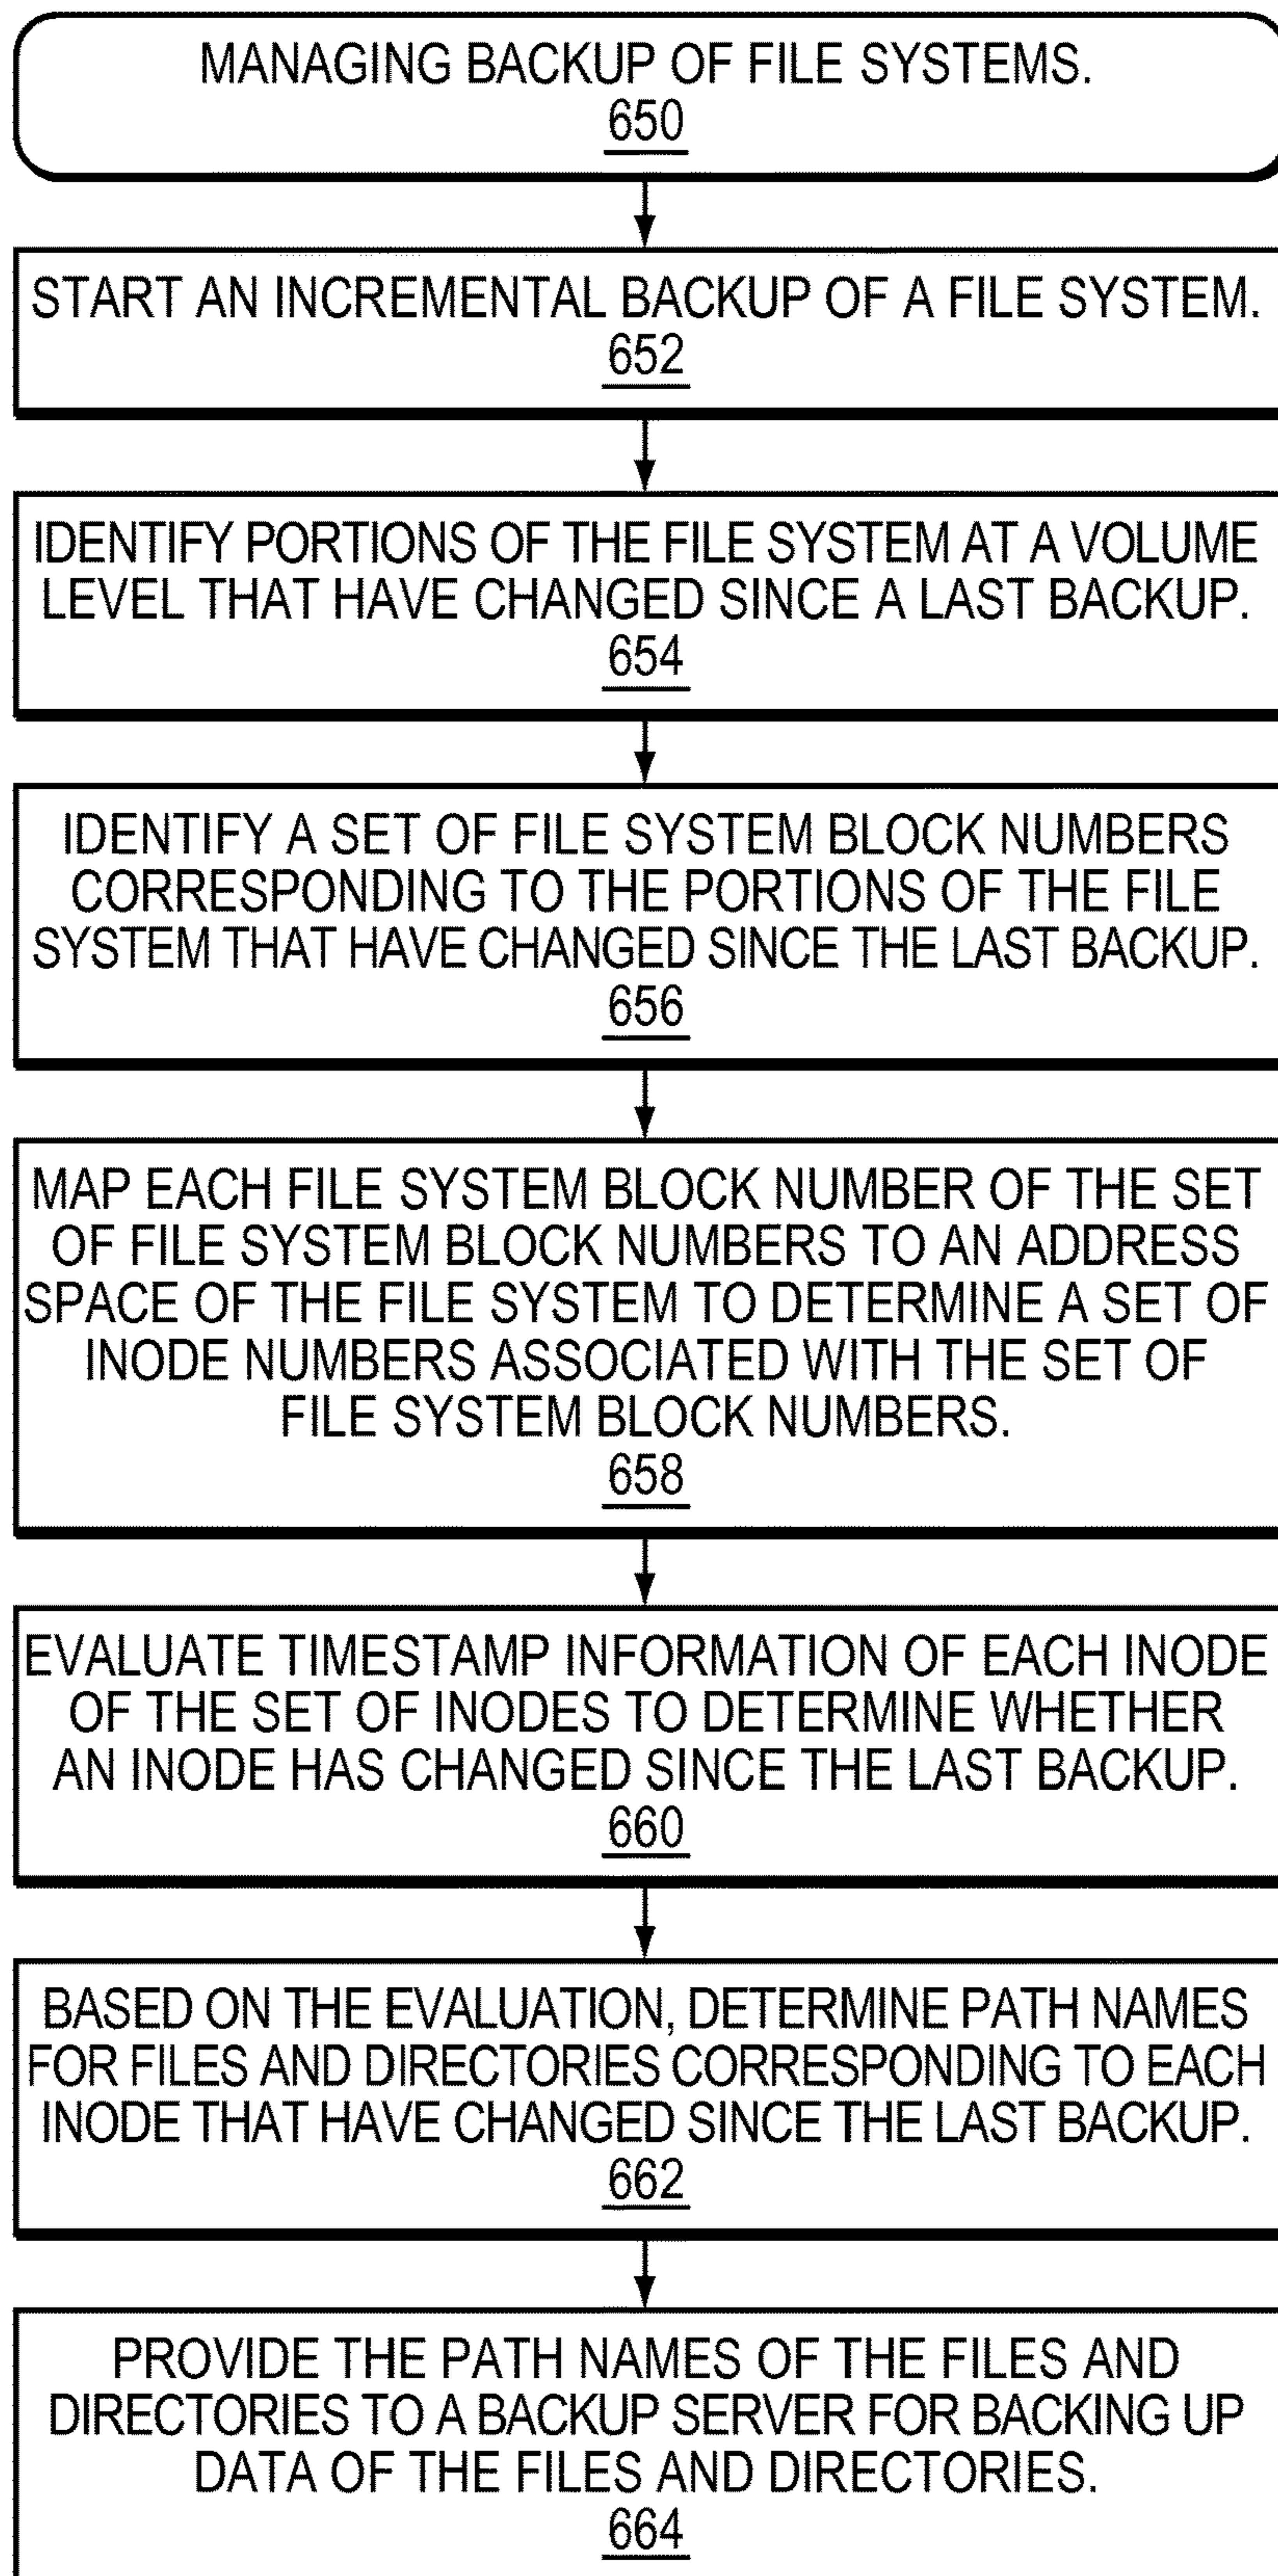 MANAGING BACKUP OF FILE SYSTEMS.
650
START AN INCREMENTAL BACKUP OF A FILE SYSTEM.
652
IDENTIFY PORTIONS OF THE FILE SYSTEM AT A VOLUME
LEVEL THAT HAVE CHANGED SINCE A LAST BACKUP.
654
IDENTIFY A SET OF FILE SYSTEM BLOCK NUMBERS
CORRESPONDING TO THE PORTIONS OF THE FILE
SYSTEM THAT HAVE CHANGED SINCE THE LAST BACKUP.
656
MAP EACH FILE SYSTEM BLOCK NUMBER OF THE SET
OF FILE SYSTEM BLOCK NUMBERS TO AN ADDRESS
SPACE OF THE FILE SYSTEM TO DETERMINE A SET OF
INODE NUMBERS ASSOCIATED WITH THE SET OF
FILE SYSTEM BLOCK NUMBERS.
658
EVALUATE TIMESTAMP INFORMATION OF EACH INODE
OF THE SET OF INODES TO DETERMINE WHETHER
AN INODE HAS CHANGED SINCE THE LAST BACKUP.
660
BASED ON THE EVALUATION, DETERMINE PATH NAMES
FOR FILES AND DIRECTORIES CORRESPONDING TO EACH
INODE THAT HAVE CHANGED SINCE THE LAST BACKUP.
662
PROVIDE THE PATH NAMES OF THE FILES AND
DIRECTORIES TO A BACKUP SERVER FOR BACKING UP
DATA OF THE FILES AND DIRECTORIES.
664